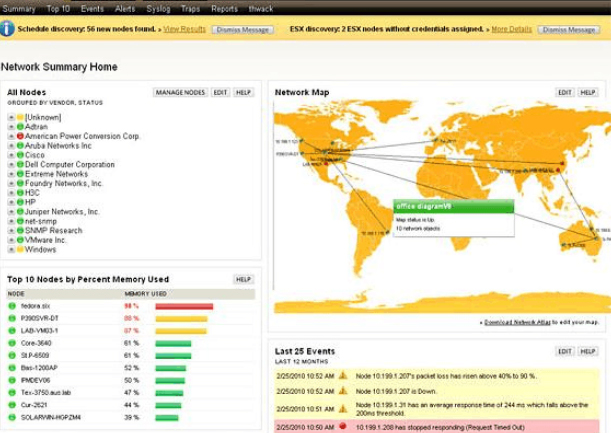 Summary Top 10 Events Alerts Syslog Traps Reports thwack
Schedule discovery: 56 new nodes found. » View Results Dismiss Message ESX discovery: 2 ESX nodes without credentials assigned. » More Details Dismiss Message
Network Summary Home
All Nodes MANAGE NODES EDIT HELP
GROUPED BY VENDOR, STATUS
[Unknown]
Adtran
American Power Conversion Corp.
Aruba Networks Inc
Cisco
Dell Computer Corporation
Extreme Networks
Foundry Networks, Inc.
H3C
HP
Juniper Networks, Inc.
net-snmp
SNMP Research
VMware Inc.
Windows
Top 10 Nodes by Percent Memory Used HELP
NODE MEMORY USED
fedora six 98 %
P390SVR-DT 88 %
LAB-VM03-1 87 %
Core-3640 61 %
61 %
Bas-1200AP 52 %
PMDEV06 50 %
Tex-3750.aus.lab 47 %
Cur-2621 44 %
SOLARWIN-HGPZM4 39 %
Network Map EDIT HELP
office diagramV8
Map status is Up.
10 network objects
» Download Network Atlas to edit your map.
Last 25 Events EDIT HELP
LAST 12 MONTHS
2/25/2010 10:52 AM Node 10.199.1.207's packet loss has risen above 40% to 90 %.
2/25/2010 10:52 AM Node 10.199.1.207 is Down.
2/25/2010 10:51 AM Node 10.199.1.31 has an average response time of 244 ms which falls above the
200ms threshold.
2/25/2010 10:50 AM 10.199.1.208 has stopped responding (Request Timed Out)